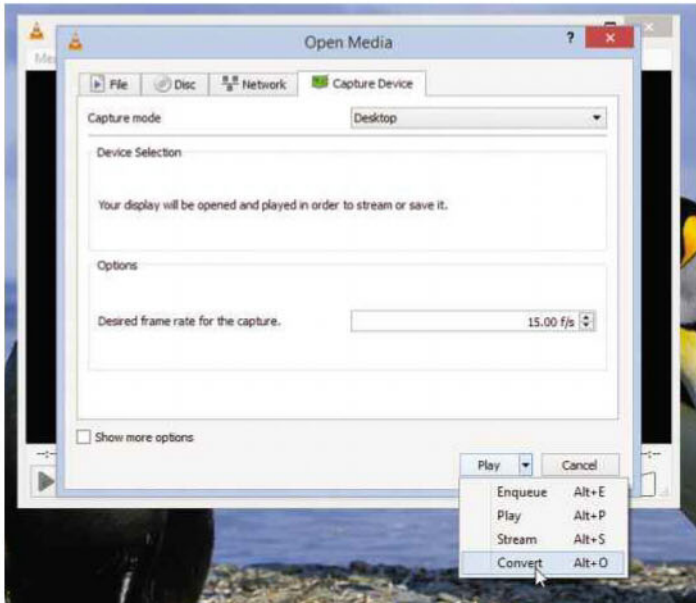 Open Media
?
File Disc Network Capture Device
Capture mode Desktop
Device Selection
Your display will be opened and played in order to stream or save it.
Options
Desired frame rate for the capture. 15.00 f/s
Show more options
--:-- --:--
Play Cancel
Enqueue Alt+E
Play Alt+P
Stream Alt+S
Convert Alt+O